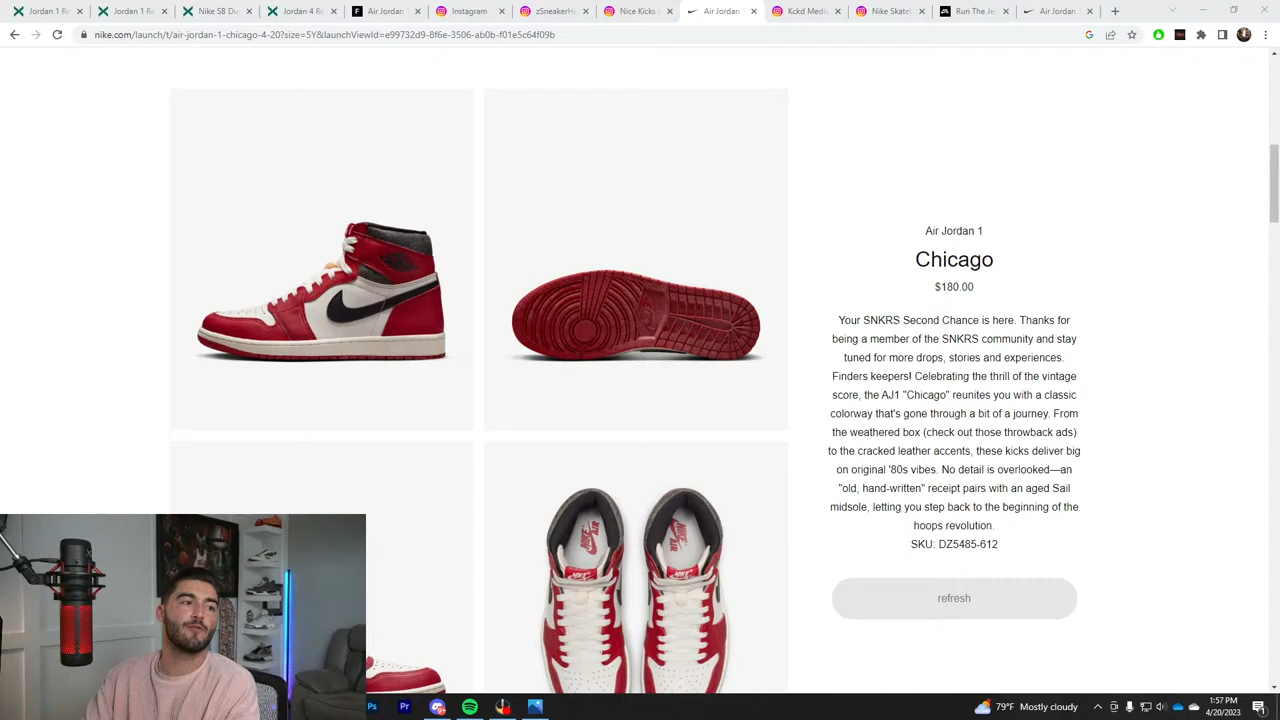 Jordan 1 R
Jordan 1 Re
Nike SB Du
Jordan 4 Re
Air Jordan
Instagram
zSneakerHe
Nice Kicks (
Air Jordan
Kckd Media
Nike Skatel
Run The Je
Air Jordan
nike.com/launch/t/air-jordan-1-chicago-4-20?size=5Y&launchViewId=e99732d9-8f6e-3506-ab0b-f01e5c64f09b
Air Jordan 1
Chicago
$180.00
Your SNKRS Second Chance is here. Thanks for
being a member of the SNKRS community and stay
tuned for more drops, stories and experiences.
Finders keepers! Celebrating the thrill of the vintage
score, the AJ1 "Chicago" reunites you with a classic
colorway that's gone through a bit of a journey. From
the weathered box (check out those throwback ads)
to the cracked leather accents, these kicks deliver big
on original '80s vibes. No detail is overlooked—an
"old, hand-written" receipt pairs with an aged Sail
midsole, letting you step back to the beginning of the
hoops revolution.
SKU: DZ5485-612
refresh
NIKE
AIR
NIKE
NIKE
Ps
Pr
79°F Mostly cloudy
1:57 PM
4/20/2023